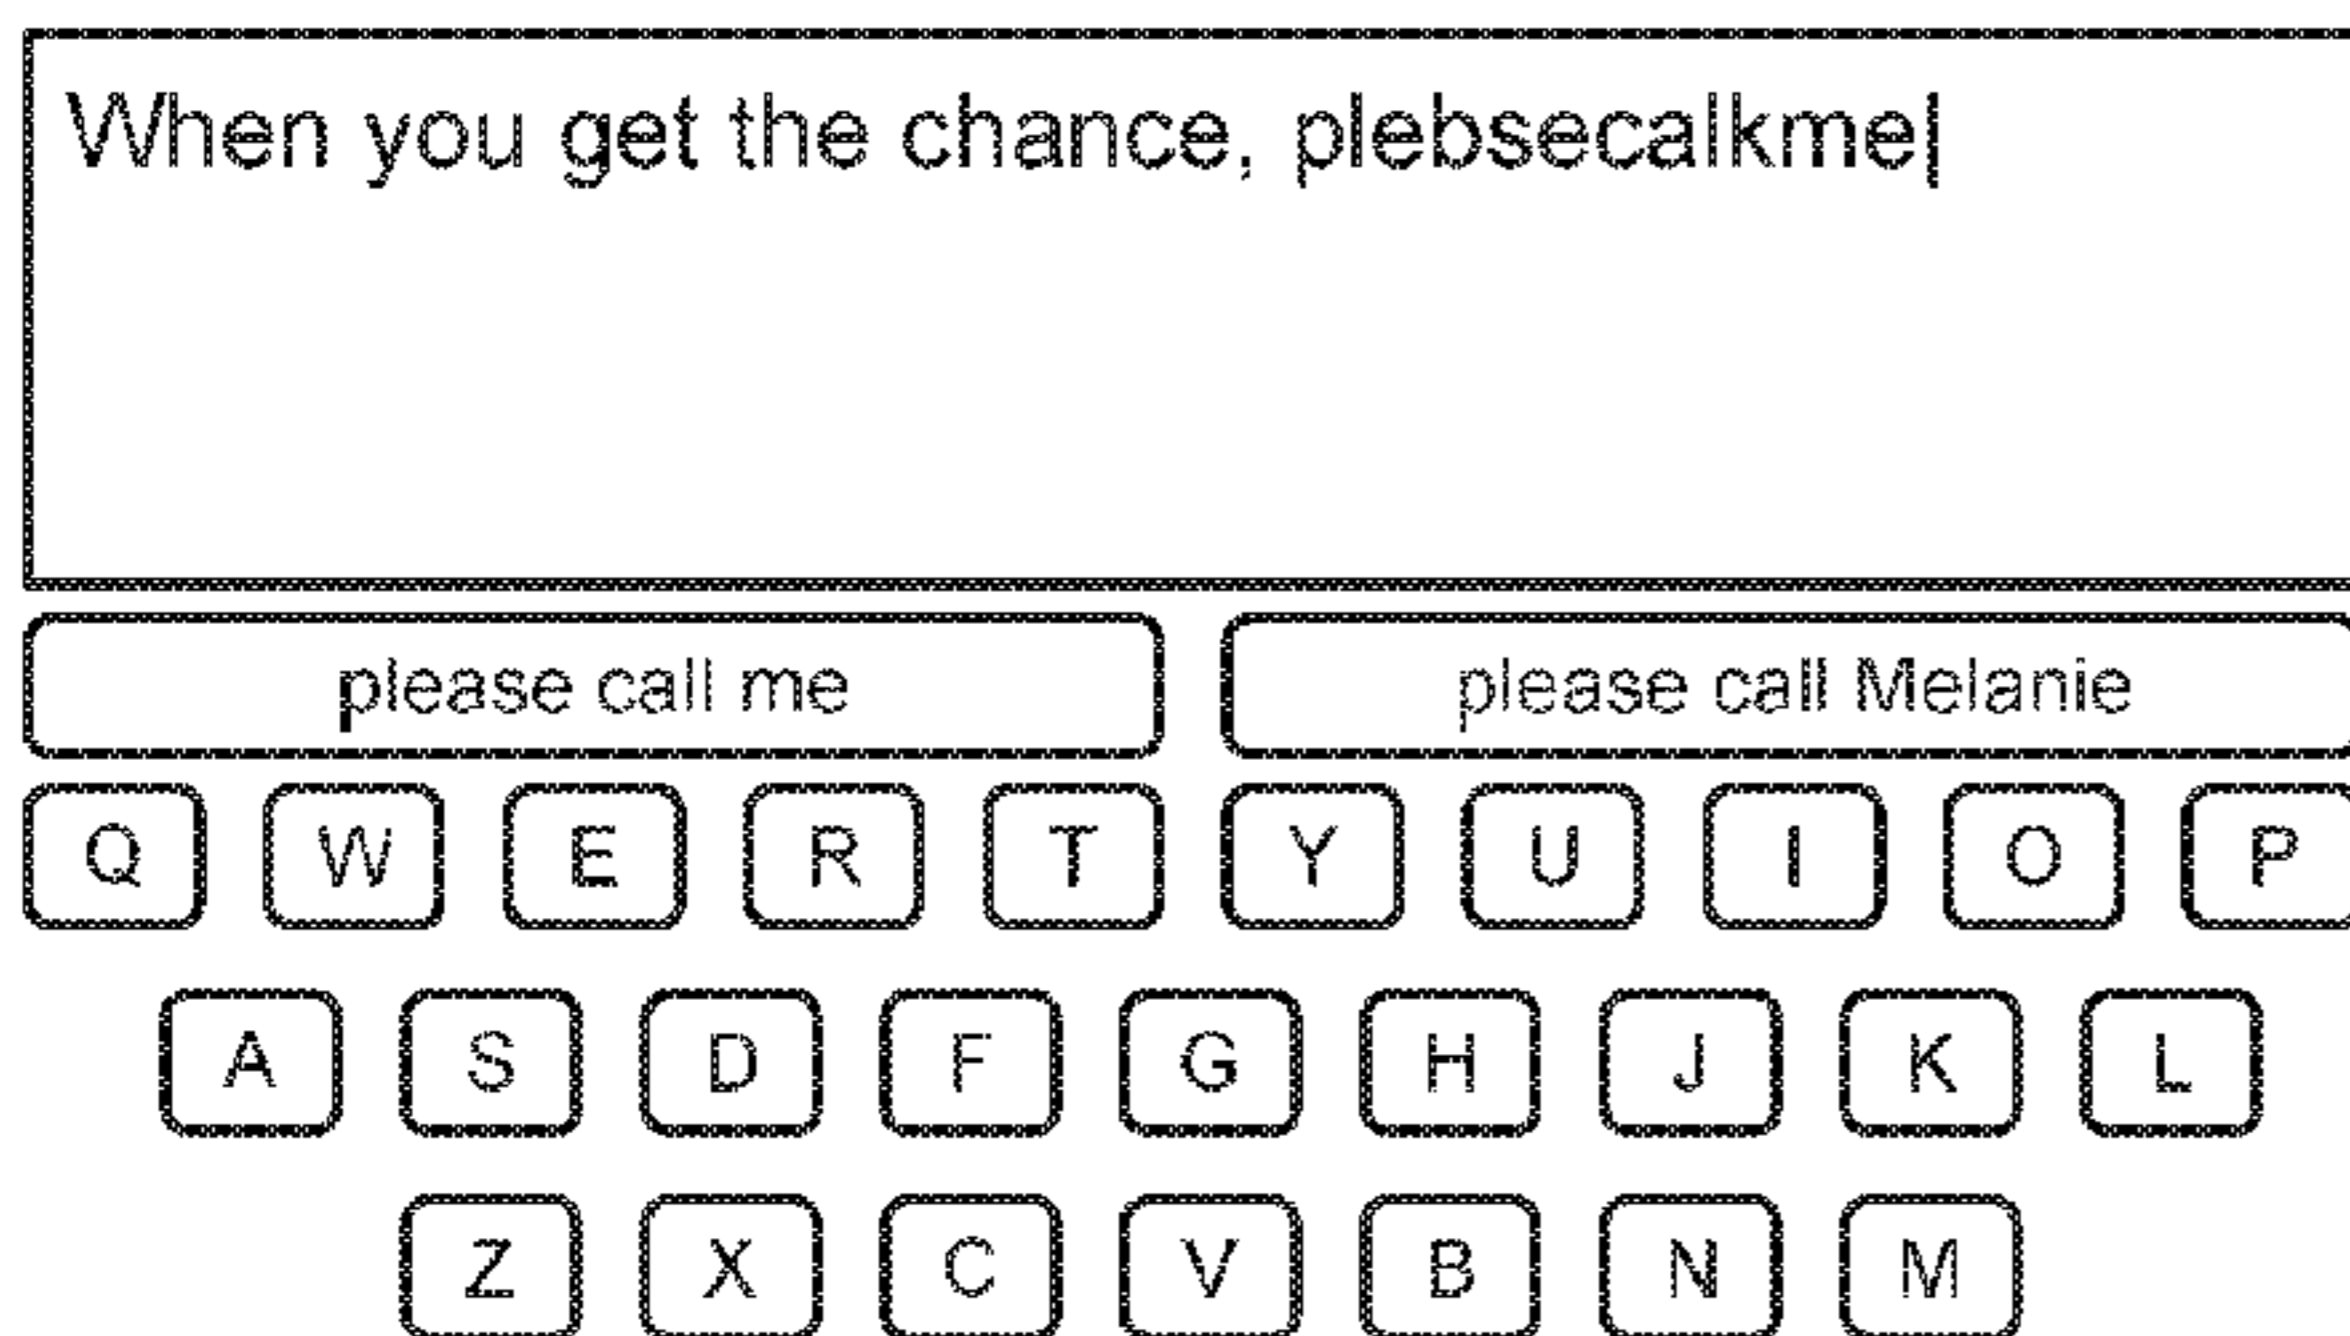 When you get the chance, plebsecalkme|
please call me please call Melanie
Q W E R T Y U I O P
A S D F G H J K L
Z X C V B N M